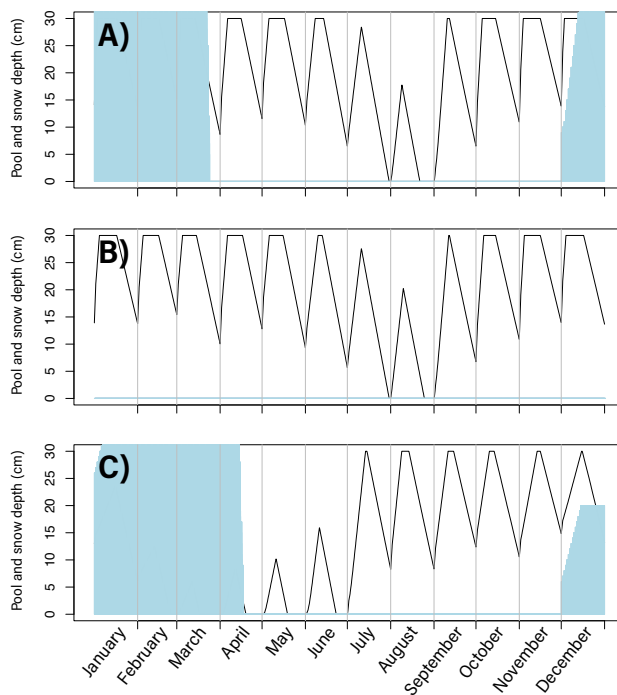 A)
Pool and snow depth (cm)
30
25
20
15
10
5
0
B)
Pool and snow depth (cm)
30
25
20
15
10
5
0
C)
Pool and snow depth (cm)
30
25
20
15
10
5
0
January
February
March
April
May
June
July
August
September
October
November
December